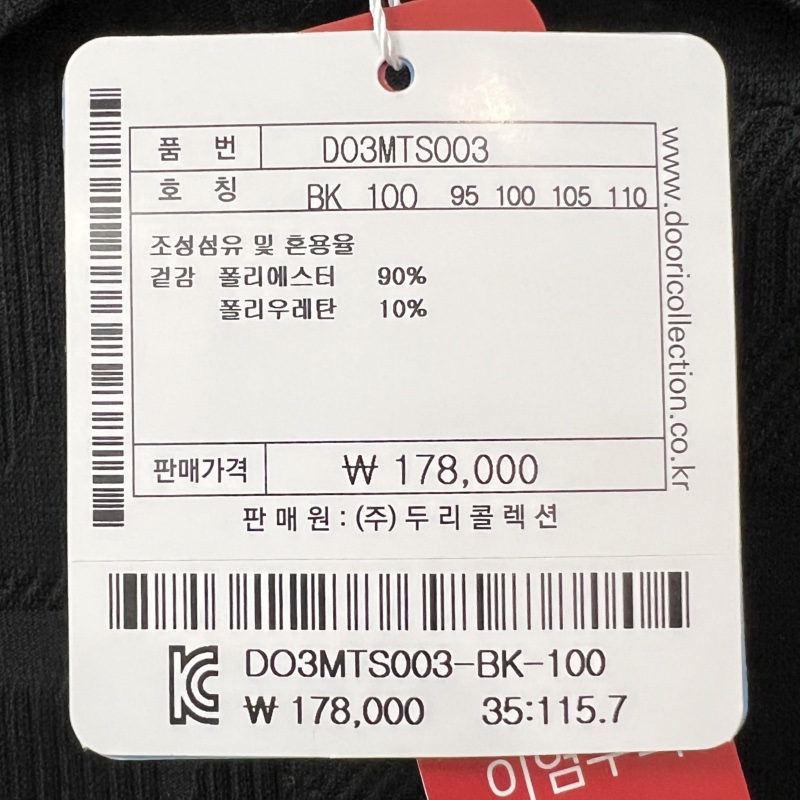 품 번 DO3MTS003
호 칭 BK 100 95 100 105 110
조성섬유 및 혼용율
겉감 폴리에스터 90%
폴리우레탄 10%
판매가격 ₩ 178,000
판매원 : (주)두리콜렉션
www.dooricollection.co.kr
KC DO3MTS003-BK-100
₩ 178,000 35:115.7